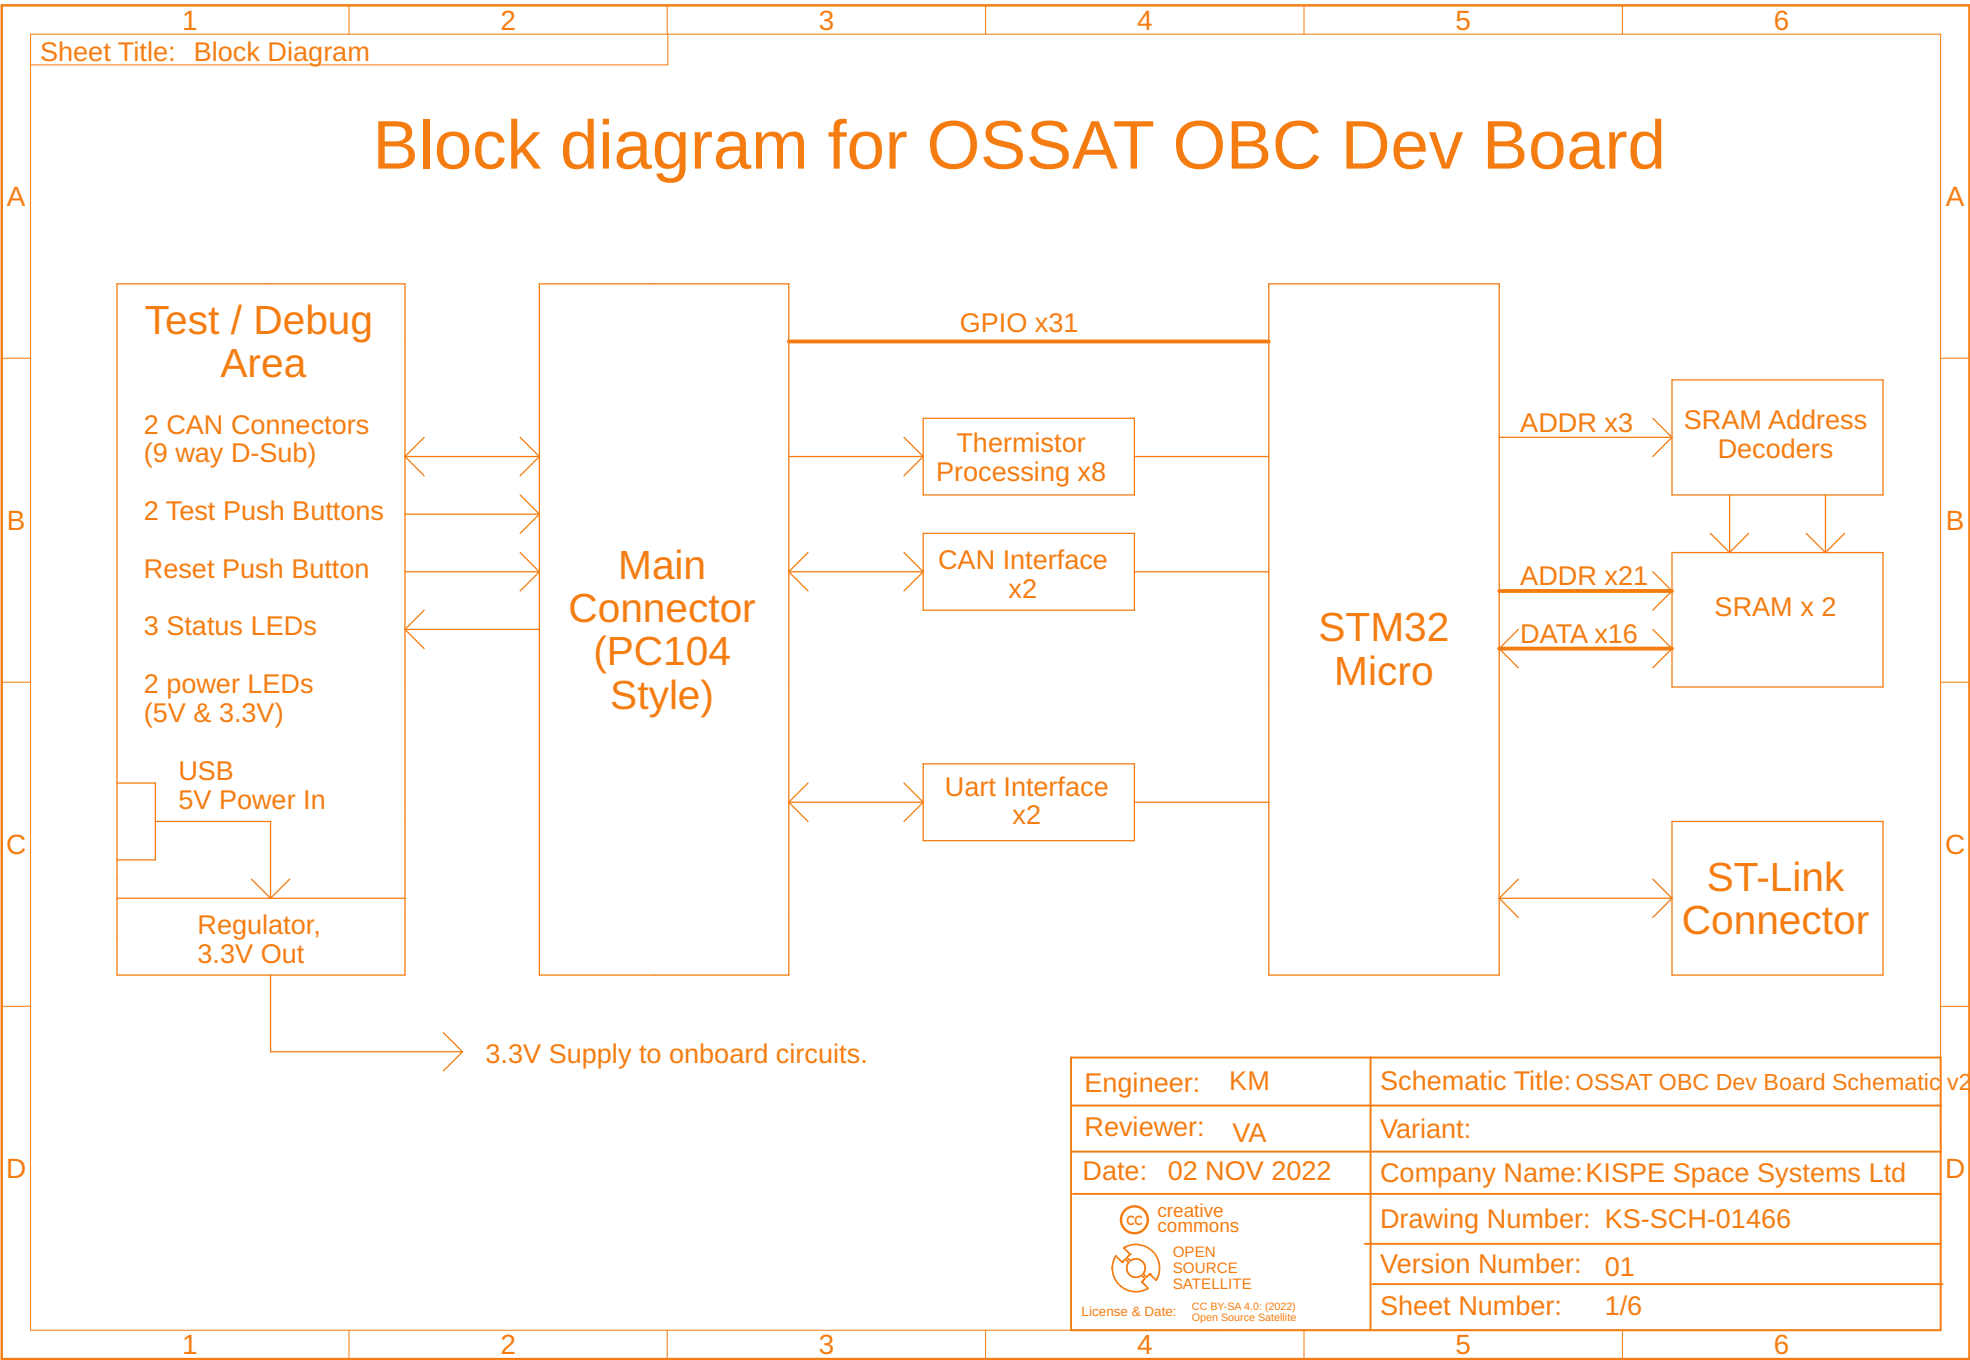 1 2 3 4 5 6
Sheet Title: Block Diagram
Block diagram for OSSAT OBC Dev Board
A A
Test / Debug
Area
2 CAN Connectors
(9 way D-Sub)
2 Test Push Buttons
Reset Push Button
3 Status LEDs
2 power LEDs
(5V & 3.3V)
USB
5V Power In
Regulator,
3.3V Out
3.3V Supply to onboard circuits.
Main
Connector
(PC104
Style)
GPIO x31
Thermistor
Processing x8
CAN Interface
x2
Uart Interface
x2
STM32
Micro
ADDR x3
SRAM Address
Decoders
ADDR x21
DATA x16
SRAM x 2
ST-Link
Connector
B B
C C
D D
Engineer: KM
Reviewer: VA
Date: 02 NOV 2022
cc creative
commons
OPEN
SOURCE
SATELLITE
License & Date: CC BY-SA 4.0: (2022)
Open Source Satellite
Schematic Title: OSSAT OBC Dev Board Schematic v2
Variant:
Company Name: KISPE Space Systems Ltd
Drawing Number: KS-SCH-01466
Version Number: 01
Sheet Number: 1/6
1 2 3 4 5 6